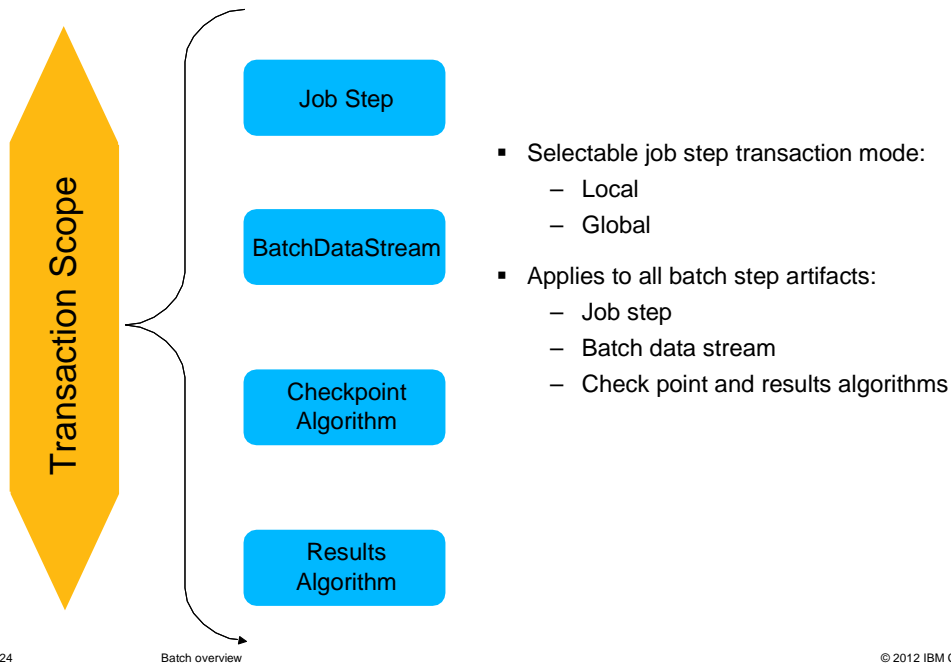 Transaction Scope
Job Step
BatchDataStream
Checkpoint
Algorithm
Results
Algorithm
▪ Selectable job step transaction mode:
– Local
– Global
▪ Applies to all batch step artifacts:
– Job step
– Batch data stream
– Check point and results algorithms
24
Batch overview
© 2012 IBM C